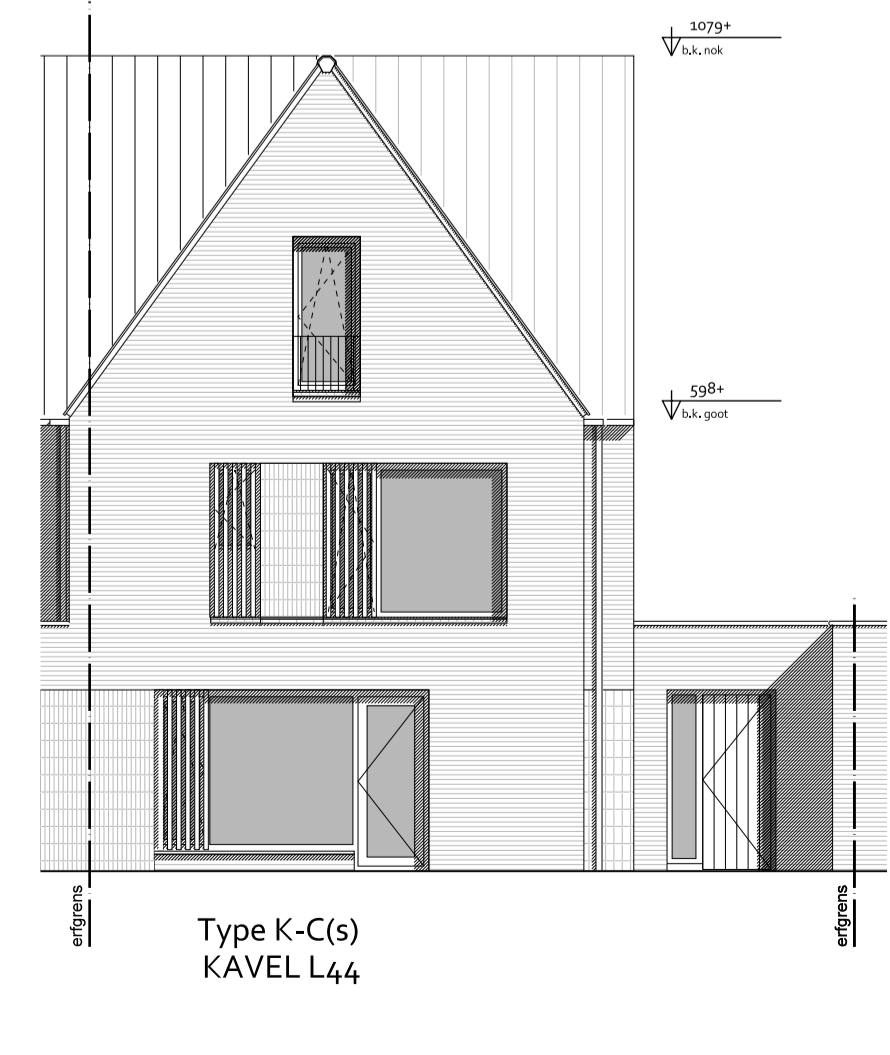 1079+
b.k. nok
598+
b.k. goot
erfgrens
erfgrens
Type K-C(s)
KAVEL L44